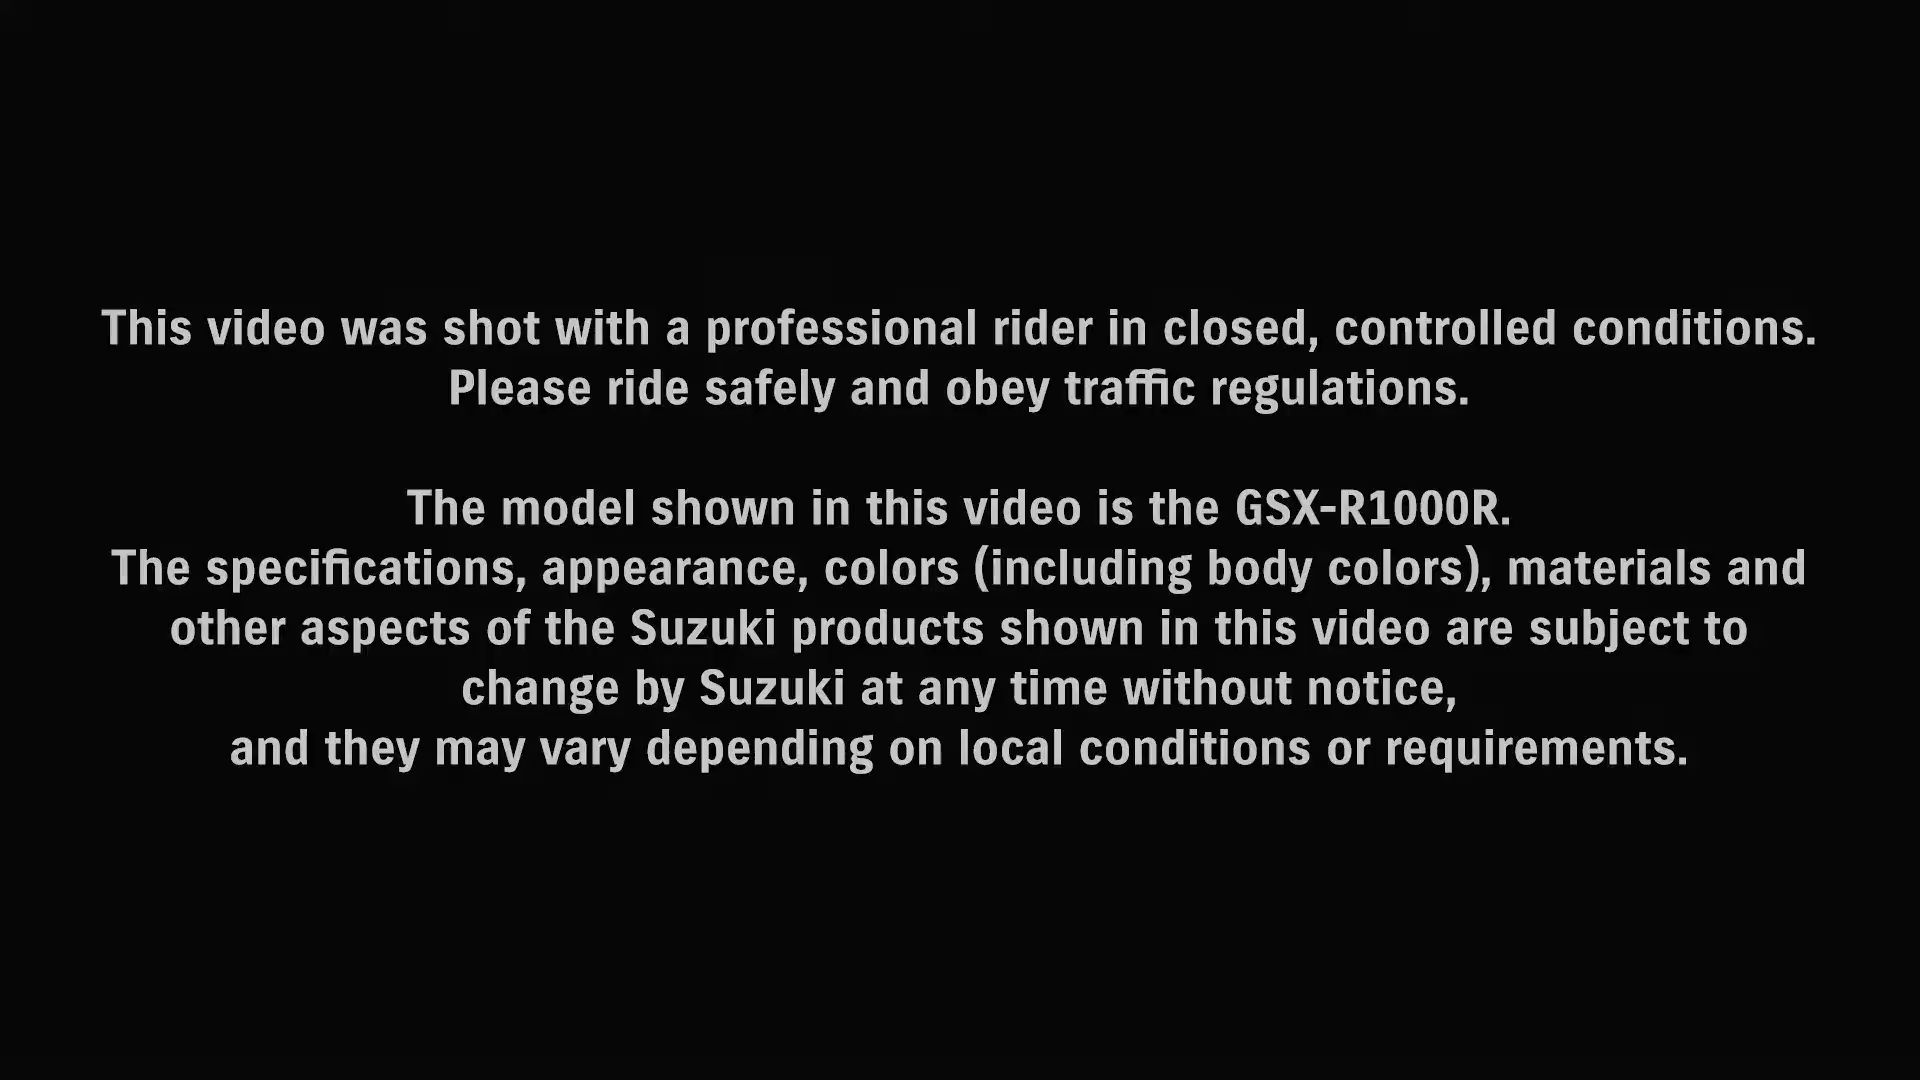 This video was shot with a professional rider in closed, controlled conditions.
Please ride safely and obey traffic regulations.
The model shown in this video is the GSX-R1000R.
The specifications, appearance, colors (including body colors), materials and
other aspects of the Suzuki products shown in this video are subject to
change by Suzuki at any time without notice,
and they may vary depending on local conditions or requirements.